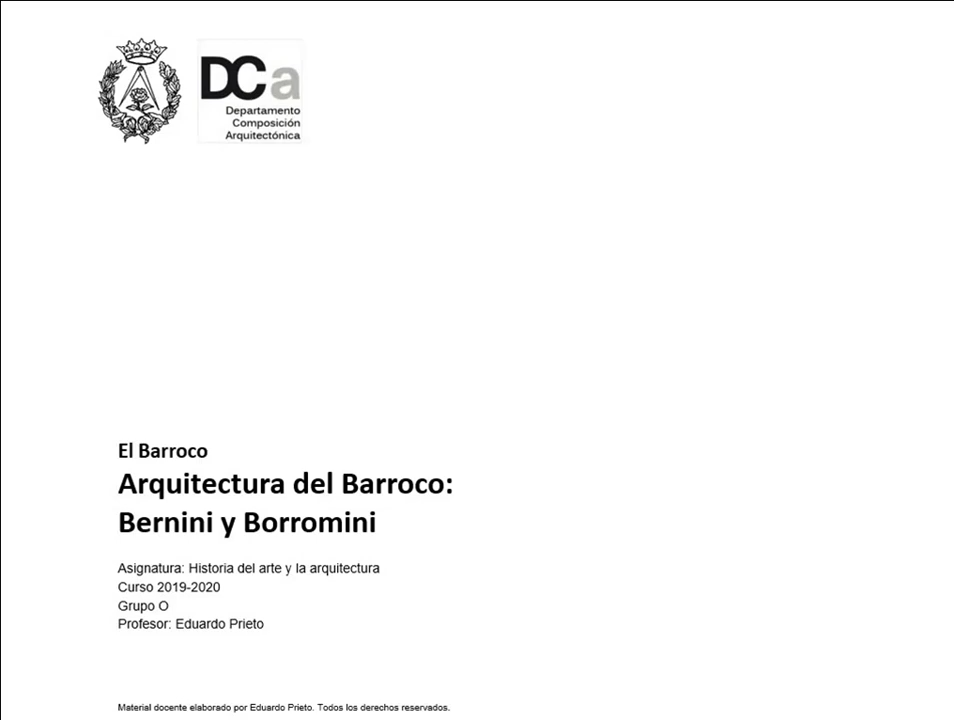 DCa
Departamento
Composición
Arquitectónica
El Barroco
Arquitectura del Barroco:
Bernini y Borromini
Asignatura: Historia del arte y la arquitectura
Curso 2019-2020
Grupo O
Profesor: Eduardo Prieto
Material docente elaborado por Eduardo Prieto. Todos los derechos reservados.